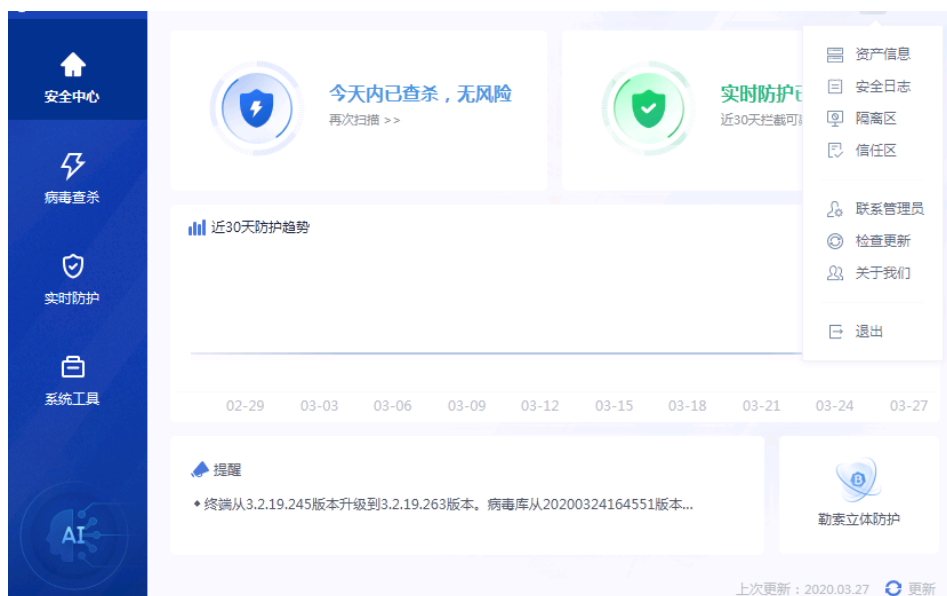 安全中心
病毒查杀
实时防护
系统工具
AI
今天内已查杀，无风险
再次扫描 >>
实时防护已
近30天拦截可
资产信息
安全日志
隔离区
信任区
联系管理员
检查更新
关于我们
退出
近30天防护趋势
02-29 03-03 03-06 03-09 03-12 03-15 03-18 03-21 03-24 03-27
提醒
终端从3.2.19.245版本升级到3.2.19.263版本。病毒库从20200324164551版本...
勒索立体防护
上次更新：2020.03.27 更新